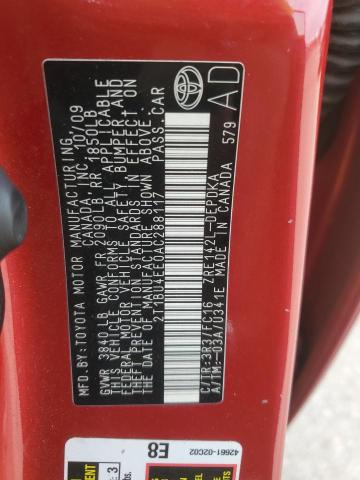 MFD. BY: TOYOTA MOTOR MANUFACTURING, 10/09
CANADA, INC.
GVWR 3840 LB GAWR FR 2090LB RR 1850LB
THIS VEHICLE CONFORMS TO ALL APPLICABLE
FEDERAL MOTOR VEHICLE SAFETY, BUMPER, AND
THEFT PREVENTION STANDARDS IN EFFECT
ON THE DATE OF MANUFACTURE SHOWN ABOVE.
2T1BU4EE0AC288117 PASS.CAR
C/TR:3R3/FC16 ZRE142L-DEPDKA
A/TM:-03A/U341E MADE IN CANADA 579
AD
42661-02C02
E8